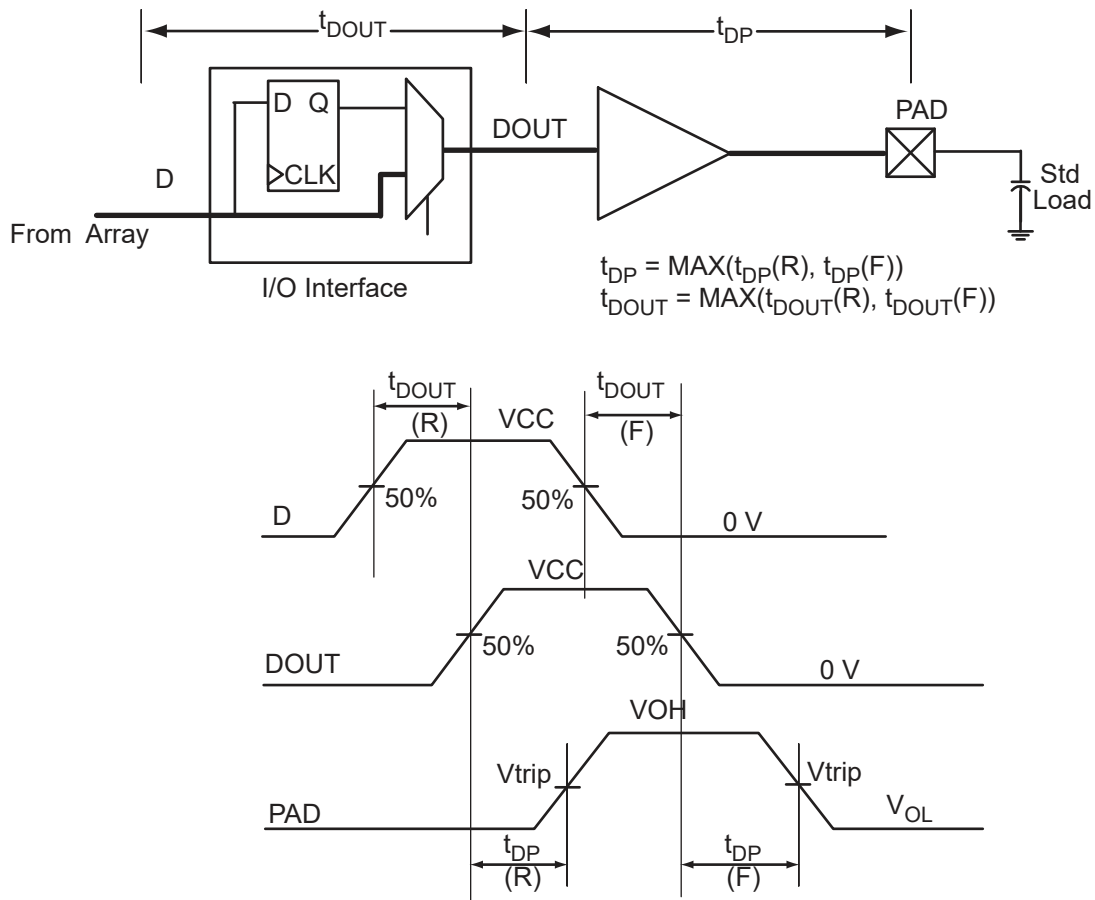 tDOUT
tDP
D Q
CLK
D
From Array
I/O Interface
DOUT
PAD
Std
Load
tDP = MAX(tDP(R), tDP(F))
tDOUT = MAX(tDOUT(R), tDOUT(F))
tDOUT
(R)
VCC
tDOUT
(F)
50%
50%
D
0 V
VCC
50%
50%
DOUT
0 V
VOH
Vtrip
Vtrip
PAD
VOL
tDP
(R)
tDP
(F)